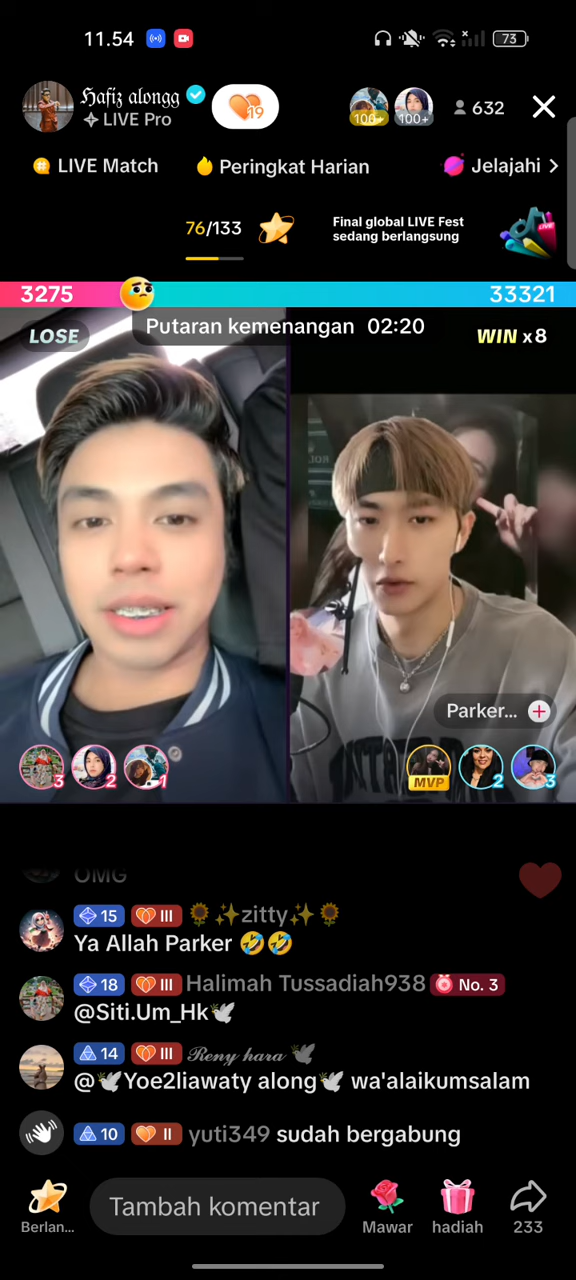 11.54
73
Hafiz alongg
LIVE Pro
19
100+
100+
632
LIVE Match
Peringkat Harian
Jelajahi
76/133
Final global LIVE Fest
sedang berlangsung
LIVE
3275
33321
LOSE
Putaran kemenangan 02:20
WIN x8
Parker...
3
2
1
MVP
2
3
OMG
15 III 🌻✨zitty✨🌻
Ya Allah Parker 🤣🤣
18 III Halimah Tussadiah938 No. 3
@Siti.Um_Hk🕊
14 III Reny hara 🕊
@🕊Yoe2liawaty along🕊 wa'alaikumsalam
10 II yuti349 sudah bergabung
Berlan...
Tambah komentar
Mawar
hadiah
233